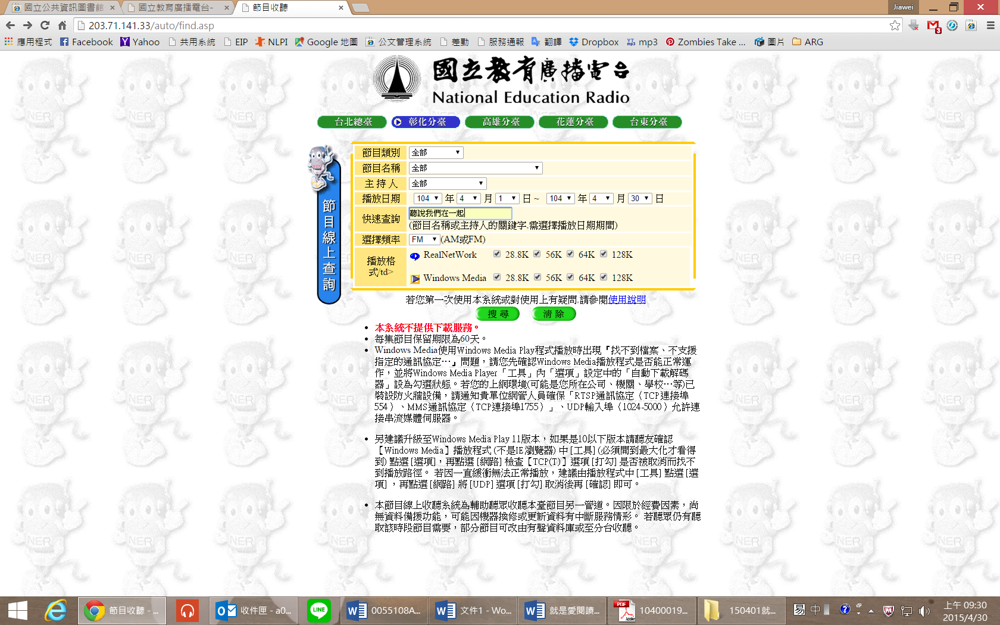 國立公共資訊圖書館
國立教育廣播電台-
節目收聽
Jiawei
203.71.141.33/auto/find.asp
3
應用程式
Facebook
Yahoo
共用系統
EIP
NLPI
Google 地圖
公文管理系統
差勤
服務通報
翻譯
Dropbox
mp3
Zombies Take ...
圖片
ARG
國立教育廣播電台
National Education Radio
台北總臺
彰化分臺
高雄分臺
花蓮分臺
台東分臺
節目線上查詢
節目類別 全部
節目名稱 全部
主 持 人 全部
播放日期 104 年 4 月 1 日 ~ 104 年 4 月 30 日
快速查詢 聽說我們在一起
(節目名稱或主持人的關鍵字,需選擇播放日期期間)
選擇頻率 FM (AM或FM)
播放格式/td>
RealNetWork 28.8K 56K 64K 128K
Windows Media 28.8K 56K 64K 128K
若您第一次使用本系統或對使用上有疑問,請參閱使用說明
搜 尋 清 除
本系統不提供下載服務。
每集節目保留期限為60天。
Windows Media使用Windows Media Play程式播放時出現『找不到檔案、不支援
指定的通訊協定…』問題，請您先確認Windows Media播放程式是否能正常運
作，並將Windows Media Player「工具」內「選項」設定中的「自動下載解碼
器」設為勾選狀態。若您的上網環境(可能是您所在公司、機關、學校…等)已
裝設防火牆設備，請通知貴單位網管人員確保「RTSP通訊協定（TCP連接埠
554）、MMS通訊協定（TCP連接埠1755）」、UDP輸入埠（1024-5000）允許連
接串流媒體伺服器。
另建議升級至Windows Media Play 11版本，如果是10以下版本請聽友確認
【Windows Media】播放程式 (不是IE 瀏覽器) 中 [工具] (必須開到最大化才看得
到) 點選 [選項]，再點選 [網路] 檢查【TCP(T)】選項 [打勾] 是否被取消而找不
到播放路徑。 若因一直緩衝無法正常播放，建議由播放程式中 [工具] 點選 [選
項] ，再點選 [網路] 將 [UDP] 選項 [打勾] 取消後再 [確認] 即可。
本節目線上收聽系統為輔助聽眾收聽本臺節目另一管道。因限於經費因素，尚
無資料備援功能，可能因機器換修或更新資料有中斷服務情形。 若聽眾仍有聽
取該時段節目需要，部分節目可改由有聲資料庫或至分台收聽。
節目收聽 - ...
收件匣 - a0...
LINE
0055108A...
文件1 - Wo...
就是愛閱讀...
10400019...
150401就...
易
中
上午 09:30
2015/4/30